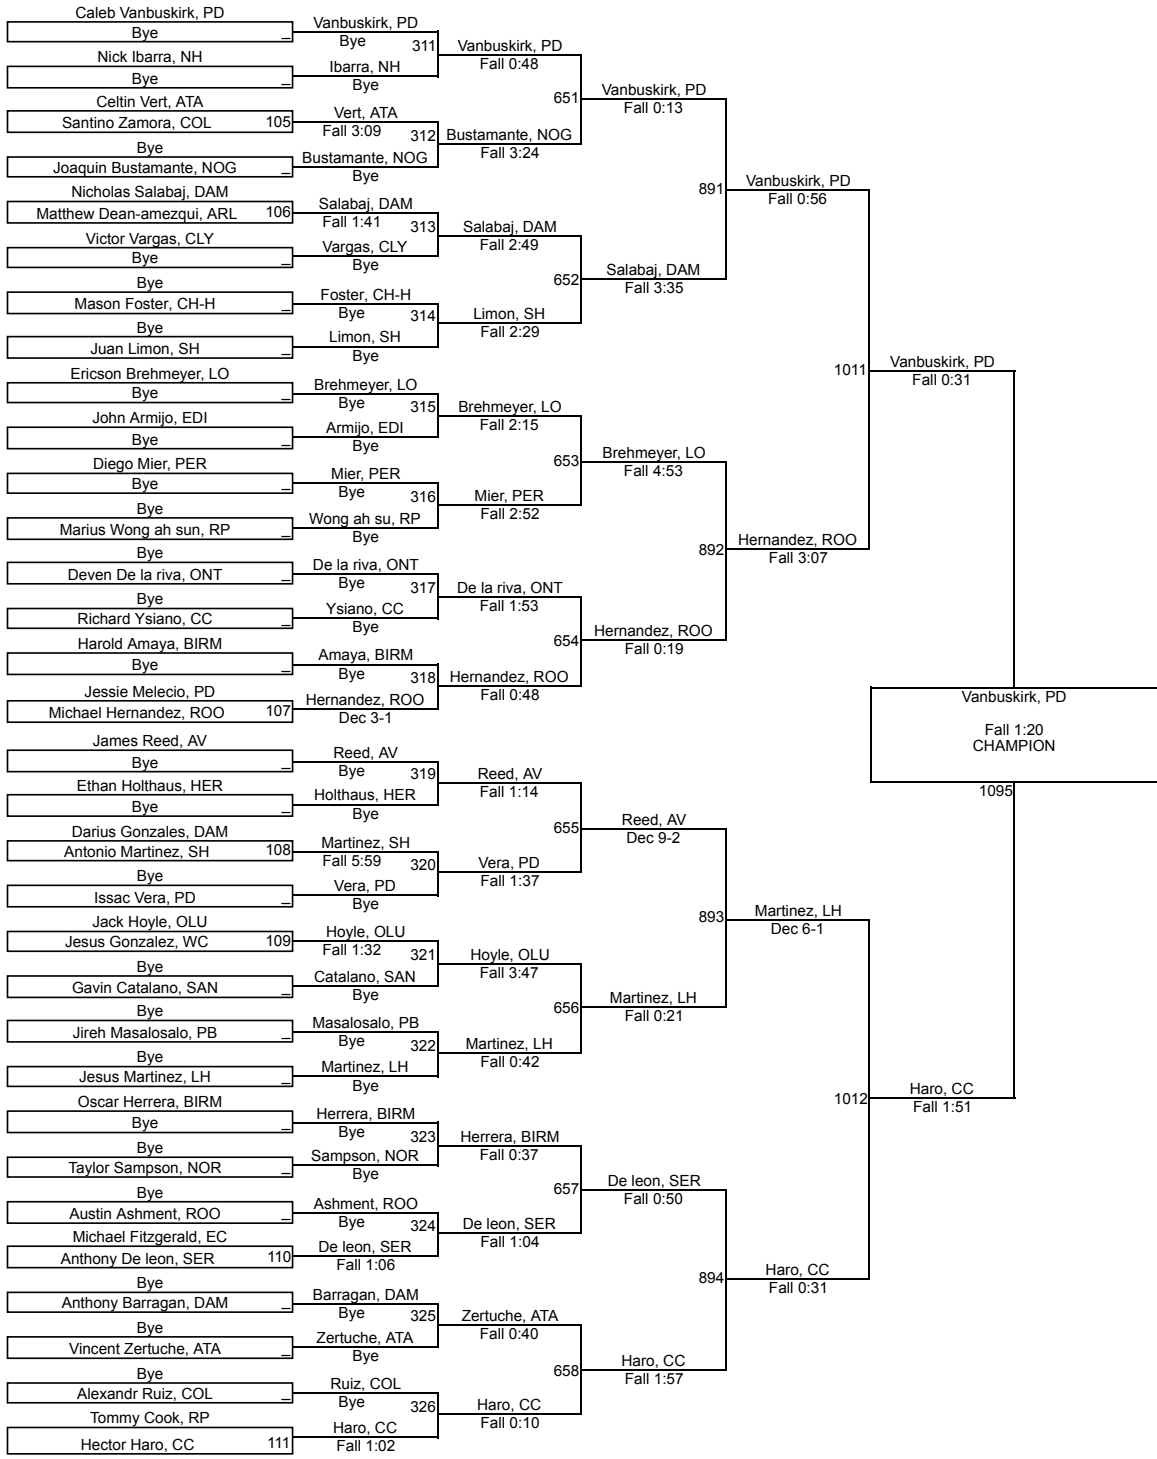 Caleb Vanbuskirk, PD
Bye _
Nick Ibarra, NH
Bye _
Celtin Vert, ATA
Santino Zamora, COL 105
Bye
Joaquin Bustamante, NOG _
Nicholas Salabaj, DAM
Matthew Dean-amezqui, ARL 106
Victor Vargas, CLY
Bye _
Bye
Mason Foster, CH-H _
Bye
Juan Limon, SH _
Ericson Brehmeyer, LO
Bye _
John Armijo, EDI
Bye _
Diego Mier, PER
Bye _
Bye
Marius Wong ah sun, RP _
Bye
Deven De la riva, ONT _
Bye
Richard Ysiano, CC _
Harold Amaya, BIRM
Bye _
Jessie Melecio, PD
Michael Hernandez, ROO 107
James Reed, AV
Bye _
Ethan Holthaus, HER
Bye _
Darius Gonzales, DAM
Antonio Martinez, SH 108
Bye
Issac Vera, PD _
Jack Hoyle, OLU
Jesus Gonzalez, WC 109
Bye
Gavin Catalano, SAN _
Bye
Jireh Masalosalo, PB _
Bye
Jesus Martinez, LH _
Oscar Herrera, BIRM
Bye _
Bye
Taylor Sampson, NOR _
Bye
Austin Ashment, ROO _
Michael Fitzgerald, EC
Anthony De leon, SER 110
Bye
Anthony Barragan, DAM _
Bye
Vincent Zertuche, ATA _
Bye
Alexandr Ruiz, COL _
Tommy Cook, RP
Hector Haro, CC 111
Vanbuskirk, PD
Bye
311
Ibarra, NH
Bye
Vert, ATA
Fall 3:09
312
Bustamante, NOG
Bye
Salabaj, DAM
Fall 1:41
313
Vargas, CLY
Bye
Foster, CH-H
Bye
314
Limon, SH
Bye
Brehmeyer, LO
Bye
315
Armijo, EDI
Bye
Mier, PER
Bye
316
Wong ah su, RP
Bye
De la riva, ONT
Bye
317
Ysiano, CC
Bye
Amaya, BIRM
Bye
318
Hernandez, ROO
Dec 3-1
Reed, AV
Bye
319
Holthaus, HER
Bye
Martinez, SH
Fall 5:59
320
Vera, PD
Bye
Hoyle, OLU
Fall 1:32
321
Catalano, SAN
Bye
Masalosalo, PB
Bye
322
Martinez, LH
Bye
Herrera, BIRM
Bye
323
Sampson, NOR
Bye
Ashment, ROO
Bye
324
De leon, SER
Fall 1:06
Barragan, DAM
Bye
325
Zertuche, ATA
Bye
Ruiz, COL
Bye
326
Haro, CC
Fall 1:02
Vanbuskirk, PD
Fall 0:48
651
Bustamante, NOG
Fall 3:24
Salabaj, DAM
Fall 2:49
652
Limon, SH
Fall 2:29
Brehmeyer, LO
Fall 2:15
653
Mier, PER
Fall 2:52
De la riva, ONT
Fall 1:53
654
Hernandez, ROO
Fall 0:48
Reed, AV
Fall 1:14
655
Vera, PD
Fall 1:37
Hoyle, OLU
Fall 3:47
656
Martinez, LH
Fall 0:42
Herrera, BIRM
Fall 0:37
657
De leon, SER
Fall 1:04
Zertuche, ATA
Fall 0:40
658
Haro, CC
Fall 0:10
Vanbuskirk, PD
Fall 0:13
891
Salabaj, DAM
Fall 3:35
Brehmeyer, LO
Fall 4:53
892
Hernandez, ROO
Fall 0:19
Reed, AV
Dec 9-2
893
Martinez, LH
Fall 0:21
De leon, SER
Fall 0:50
894
Haro, CC
Fall 1:57
Vanbuskirk, PD
Fall 0:56
1011
Hernandez, ROO
Fall 3:07
Martinez, LH
Dec 6-1
1012
Haro, CC
Fall 0:31
Vanbuskirk, PD
Fall 0:31
Vanbuskirk, PD
Fall 1:20
CHAMPION
1095
Haro, CC
Fall 1:51